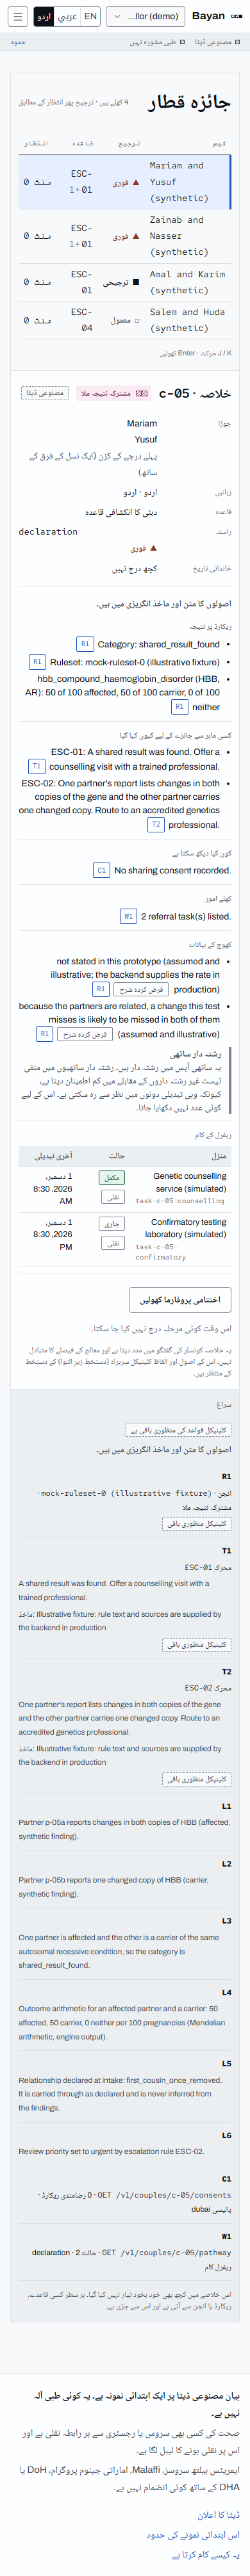 Bayan
...llor (demo)
EN
عربي
اردو
مصنوعی ڈیٹا
طبی مشورہ نہیں
حدود
جائزہ قطار
4 کھلے ہیں · ترجیح پھر انتظار کے مطابق
کیس
ترجیح
قاعدہ
انتظار
Mariam and Yusuf (synthetic)
▲ فوری
ESC-01 +1
0 منٹ
Zainab and Nasser (synthetic)
▲ فوری
ESC-01 +1
0 منٹ
Amal and Karim (synthetic)
■ ترجیحی
ESC-01
0 منٹ
Salem and Huda (synthetic)
□ معمول
ESC-04
0 منٹ
J / K حرکت · Enter کھولیں
خلاصہ · c-05
مشترکہ نتیجہ ملا
مصنوعی ڈیٹا
جوڑا
Mariam
Yusuf
پہلے درجے کے کزن (ایک نسل کے فرق کے ساتھ)
زبانیں
اردو · اردو
قاعدہ
دبئی کا انکشافی قاعدہ
راستہ
declaration
▲ فوری
خاندانی تاریخ
کچھ درج نہیں
اصولوں کا متن اور ماخذ انگریزی میں ہیں۔
ریکارڈ پر نتیجہ
Category: shared_result_found R1
Ruleset: mock-ruleset-0 (illustrative fixture) R1
hbb_compound_haemoglobin_disorder (HBB, AR): 50 of 100 affected, 50 of 100 carrier, 0 of 100 neither R1
کسی ماہر سے جائزے کے لیے کیوں کہا گیا
ESC-01: A shared result was found. Offer a counselling visit with a trained professional. T1
ESC-02: One partner's report lists changes in both copies of the gene and the other partner carries one changed copy. Route to an accredited genetics professional. T2
کون کیا دیکھ سکتا ہے
No sharing consent recorded. C1
کھلے امور
2 referral task(s) listed. W1
کھوج کے بیانات
not stated in this prototype (assumed and illustrative; the backend supplies the rate in production) فرض کردہ شرح R1
because the partners are related, a change this test misses is likely to be missed in both of them (assumed and illustrative) فرض کردہ شرح R1
رشتہ دار ساتھی
یہ ساتھی آپس میں رشتہ دار ہیں۔ رشتہ دار ساتھیوں میں منفی ٹیسٹ غیر رشتہ داروں کے مقابلے میں کم اطمینان دیتا ہے، کیونکہ وہی تبدیلی دونوں میں نظر سے رہ سکتی ہے۔ اس کے لیے کوئی عدد نہیں دکھایا جاتا۔
ریفرل کے کام
منزل
حالت
آخری تبدیلی
Genetic counselling service (simulated)
task-c-05-counselling
مکمل
نقلی
1 دسمبر، 2026، 8:30 AM
Confirmatory testing laboratory (simulated)
task-c-05-confirmatory
جاری
نقلی
1 دسمبر، 2026، 8:30 PM
اختتامی پروفارما کھولیں
اس وقت کوئی مرحلہ درج نہیں کیا جا سکتا۔
یہ خلاصہ کونسلر کی گفتگو میں مدد دیتا ہے اور معالج کے فیصلے کا متبادل نہیں۔ اس کے اصول اور الفاظ کلینیکل سربراہ (دستخط زیرِ التوا) کے دستخط کے منتظر ہیں۔
سراغ
کلینیکل قواعد کی منظوری باقی ہے
اصولوں کا متن اور ماخذ انگریزی میں ہیں۔
R1
انجن · mock-ruleset-0 (illustrative fixture) · مشترکہ نتیجہ ملا
کلینیکل منظوری باقی
T1
محرک ESC-01
A shared result was found. Offer a counselling visit with a trained professional.
ماخذ: Illustrative fixture: rule text and sources are supplied by the backend in production
کلینیکل منظوری باقی
T2
محرک ESC-02
One partner's report lists changes in both copies of the gene and the other partner carries one changed copy. Route to an accredited genetics professional.
ماخذ: Illustrative fixture: rule text and sources are supplied by the backend in production
کلینیکل منظوری باقی
L1
Partner p-05a reports changes in both copies of HBB (affected, synthetic finding).
L2
Partner p-05b reports one changed copy of HBB (carrier, synthetic finding).
L3
One partner is affected and the other is a carrier of the same autosomal recessive condition, so the category is shared_result_found.
L4
Outcome arithmetic for an affected partner and a carrier: 50 affected, 50 carrier, 0 neither per 100 pregnancies (Mendelian arithmetic, engine output).
L5
Relationship declared at intake: first_cousin_once_removed. It is carried through as declared and is never inferred from the findings.
L6
Review priority set to urgent by escalation rule ESC-02.
C1
GET /v1/couples/c-05/consents · 0 رضامندی ریکارڈ · پالیسی dubai
W1
GET /v1/couples/c-05/pathway · حالت declaration · 2 ریفرل کام
اس خلاصے میں کچھ بھی خود بخود تیار نہیں کیا گیا۔ ہر سطر کسی قاعدے، ریکارڈ یا انجن سے آتی ہے اور اس سے جڑی ہے۔
بیان مصنوعی ڈیٹا پر ایک ابتدائی نمونہ ہے۔ یہ کوئی طبی آلہ نہیں ہے۔
صحت کی کسی بھی سروس یا رجسٹری سے ہر رابطہ نقلی ہے اور اس پر نقلی ہونے کا لیبل لگا ہے۔
ایمریٹس ہیلتھ سروسز، Malaffi، اماراتی جینوم پروگرام، DoH یا DHA کے ساتھ کوئی انضمام نہیں ہے۔
ڈیٹا کا اعلان
اس ابتدائی نمونے کی حدود
یہ کیسے کام کرتا ہے